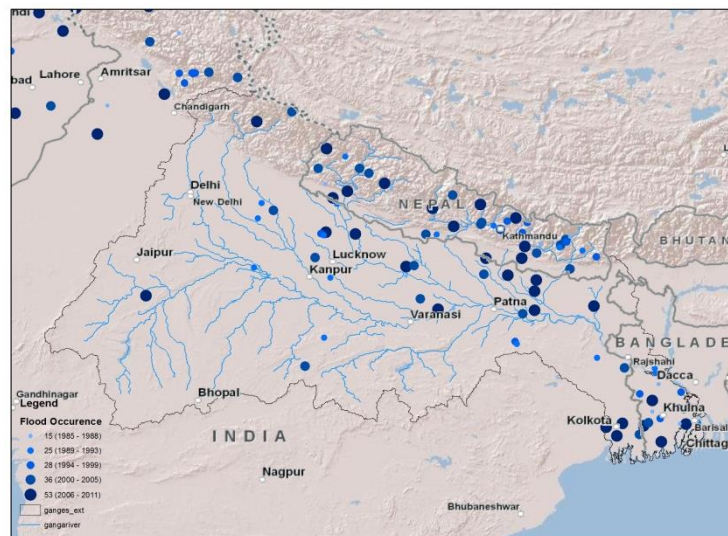 ndi
Lahore
Amritsar
bad
Chandigarh
Delhi
New Delhi
NEPAL
Kathmandu
BHUTA
Jaipur
Lucknow
Kanpur
Patna
Varanasi
BANGLADE
Rajshahi
Dacca
Gandhinagar
Bhopal
Khulna
Kolkota
Barisal
Chittag
INDIA
Nagpur
Bhubaneshwar
Legend
Flood Occurence
15 (1985 - 1988)
25 (1989 - 1993)
28 (1994 - 1999)
36 (2000 - 2005)
53 (2006 - 2011)
ganges_ext
gangariver